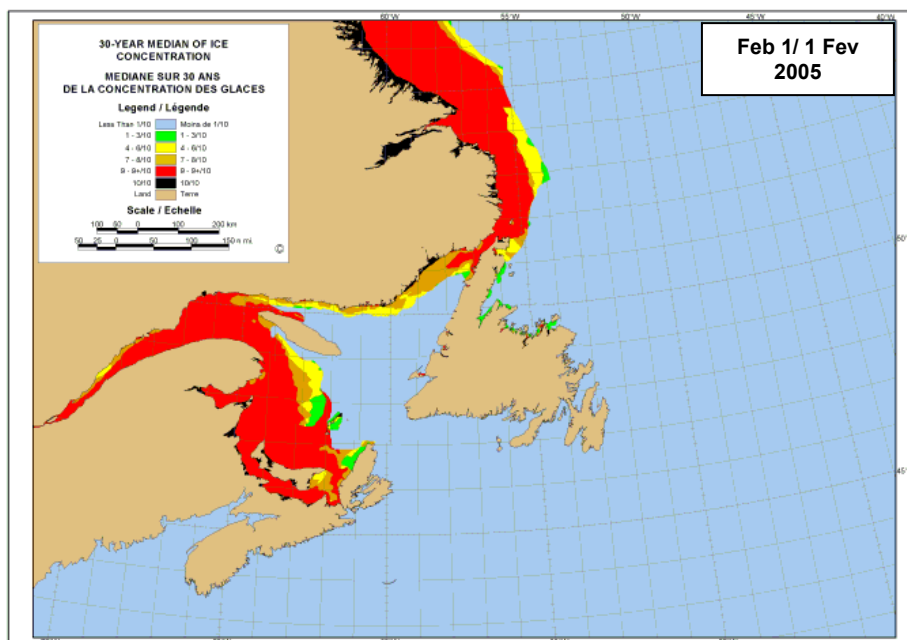 60°W
55°W
50°W
45°W
40°W
30-YEAR MEDIAN OF ICE
CONCENTRATION
MEDIANE SUR 30 ANS
DE LA CONCENTRATION DES GLACES
Legend / Légende
Less Than 1/10 Moins de 1/10
1 - 3/10 1 - 3/10
4 - 6/10 4 - 6/10
7 - 8/10 7 - 8/10
9 - 9+/10 9 - 9+/10
10/10 10/10
Land Terre
Scale / Echelle
100 50 0 100 200 km
50 25 0 50 100 150 n mi.
©
Feb 1/ 1 Fev
2005